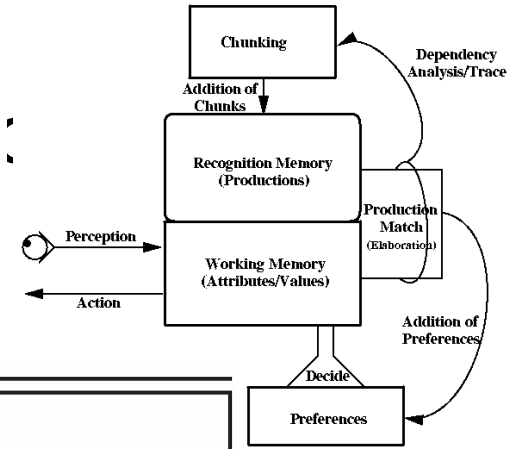 Chunking
Dependency
Analysis/Trace
Addition of
Chunks
Recognition Memory
(Productions)
Production
Match
(Elaboration)
Perception
Working Memory
(Attributes/Values)
Action
Addition of
Preferences
Decide
Preferences